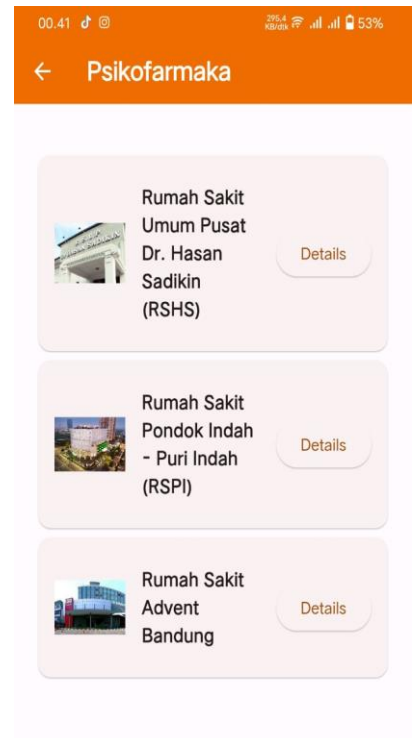 00.41
295,4 KB/dtk
53%
Psikofarmaka
Rumah Sakit
Umum Pusat
Dr. Hasan
Sadikin
(RSHS)
Details
Rumah Sakit
Pondok Indah
- Puri Indah
(RSPI)
Details
Rumah Sakit
Advent
Bandung
Details